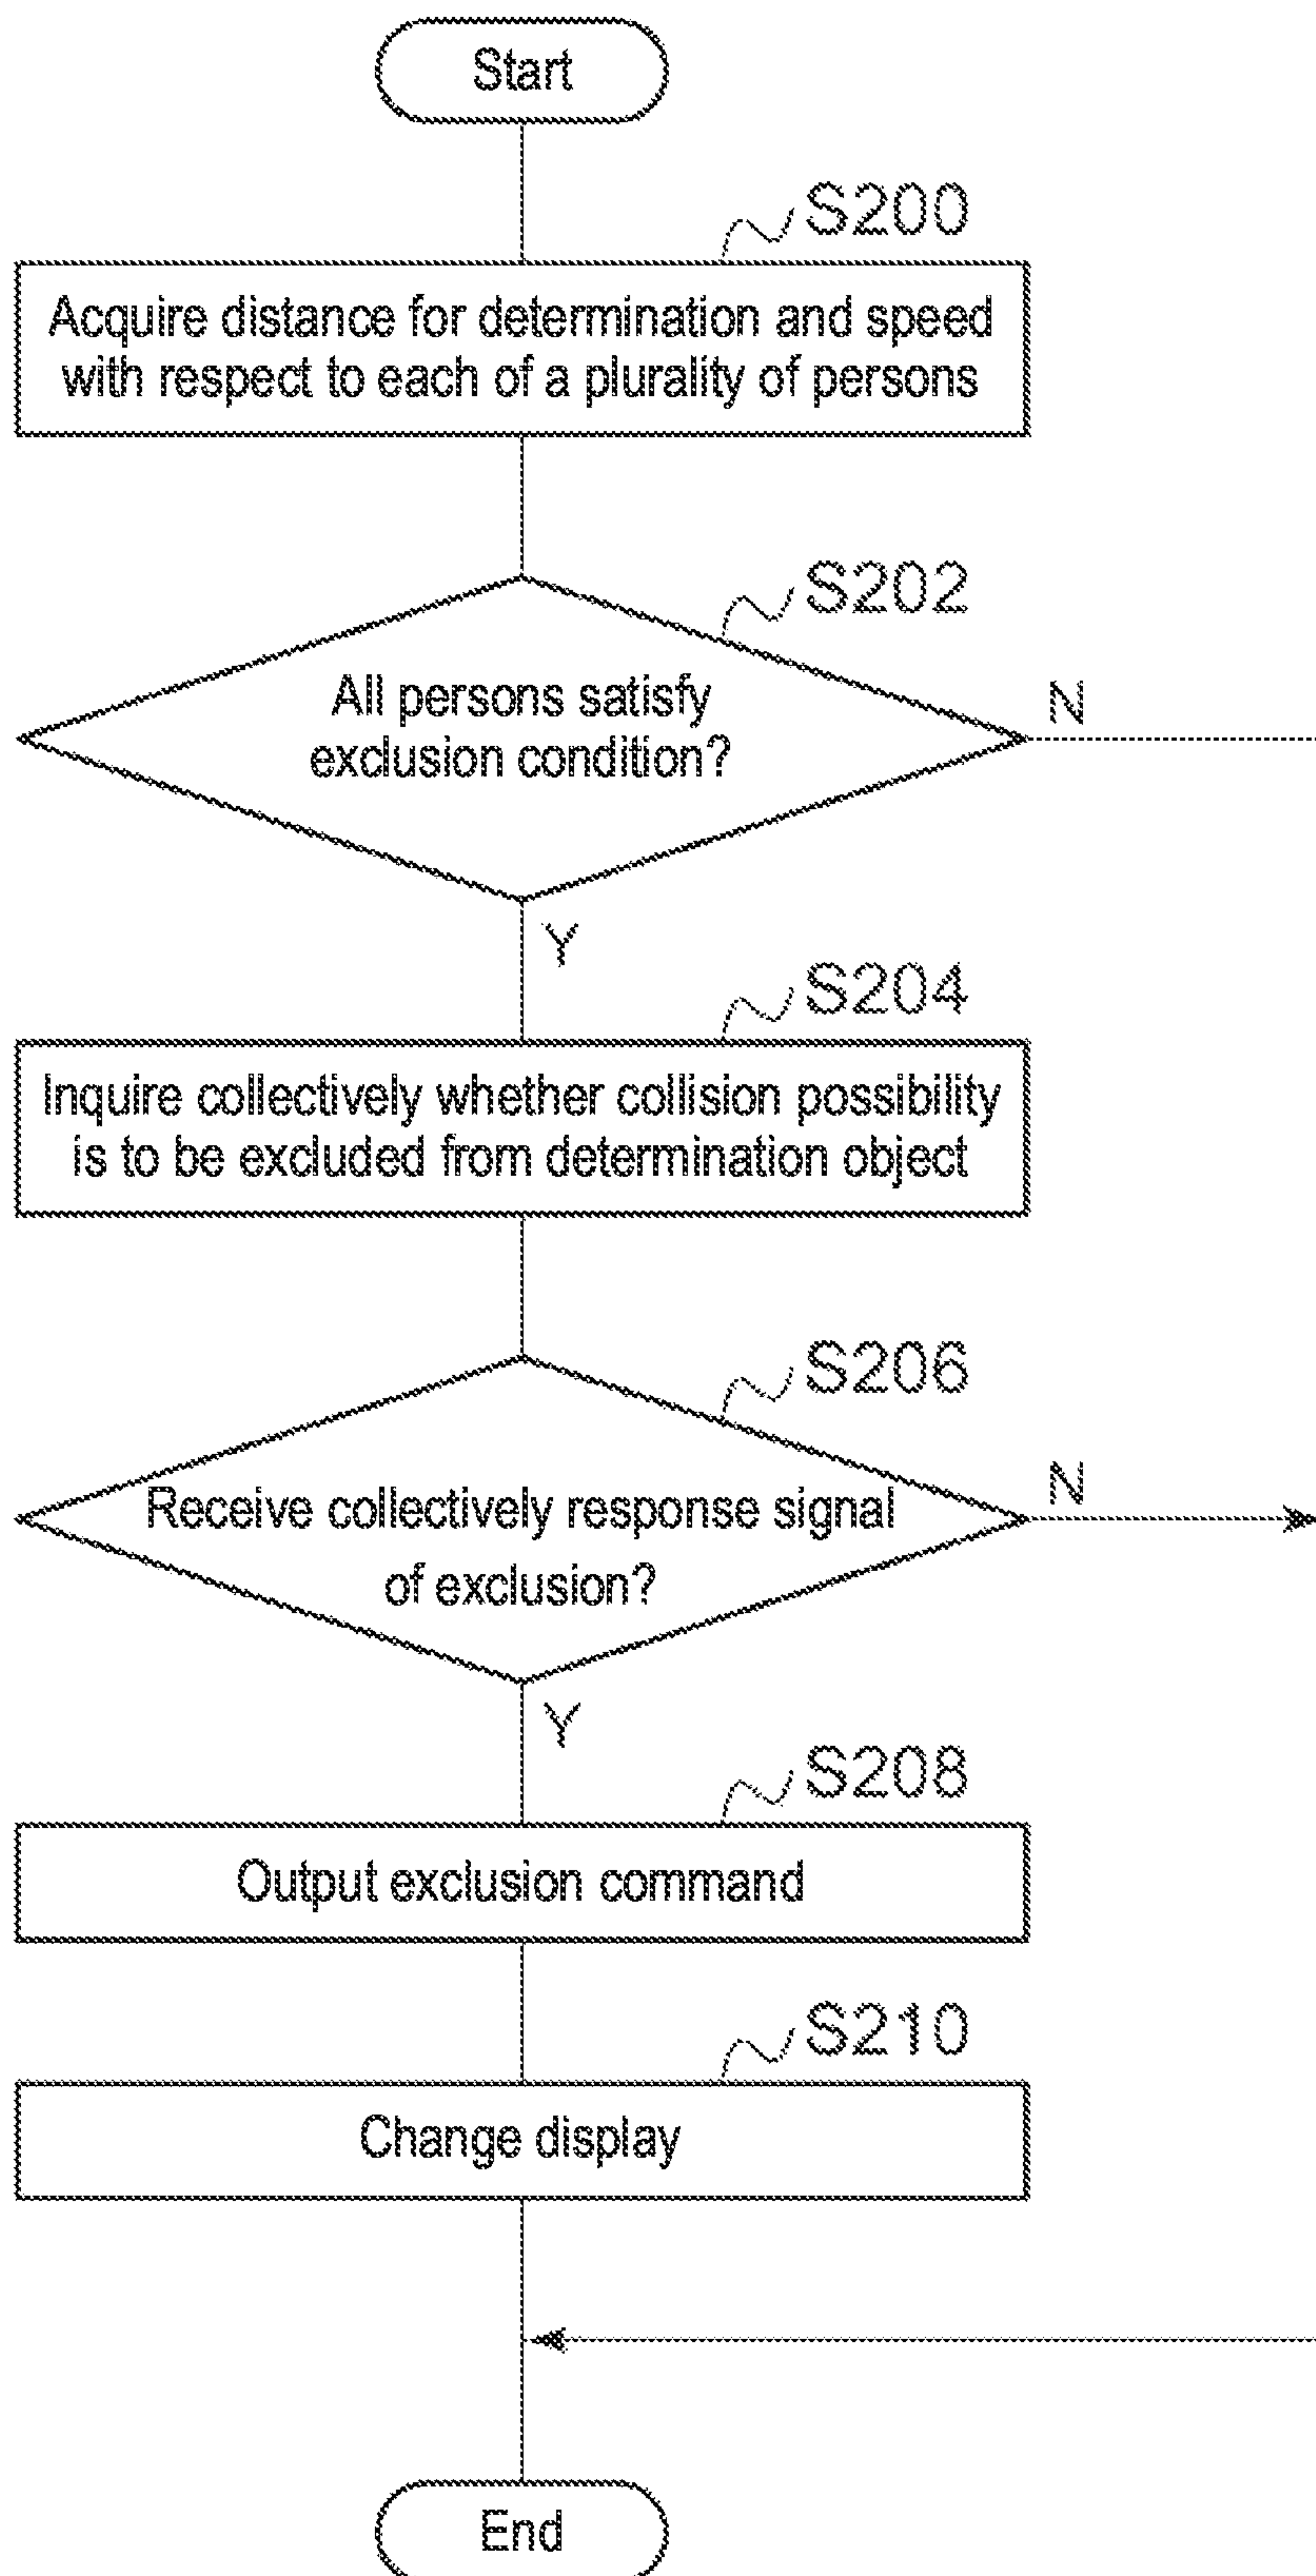 Start
S200
Acquire distance for determination and speed
with respect to each of a plurality of persons
S202
All persons satisfy
exclusion condition?
N
Y
S204
Inquire collectively whether collision possibility
is to be excluded from determination object
S206
Receive collectively response signal
of exclusion?
N
Y
S208
Output exclusion command
S210
Change display
End